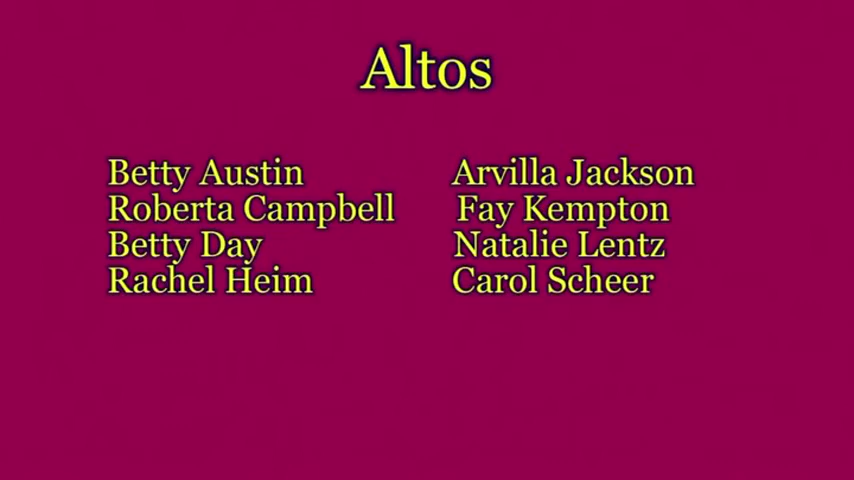 Altos
Betty Austin
Roberta Campbell
Betty Day
Rachel Heim
Arvilla Jackson
Fay Kempton
Natalie Lentz
Carol Scheer